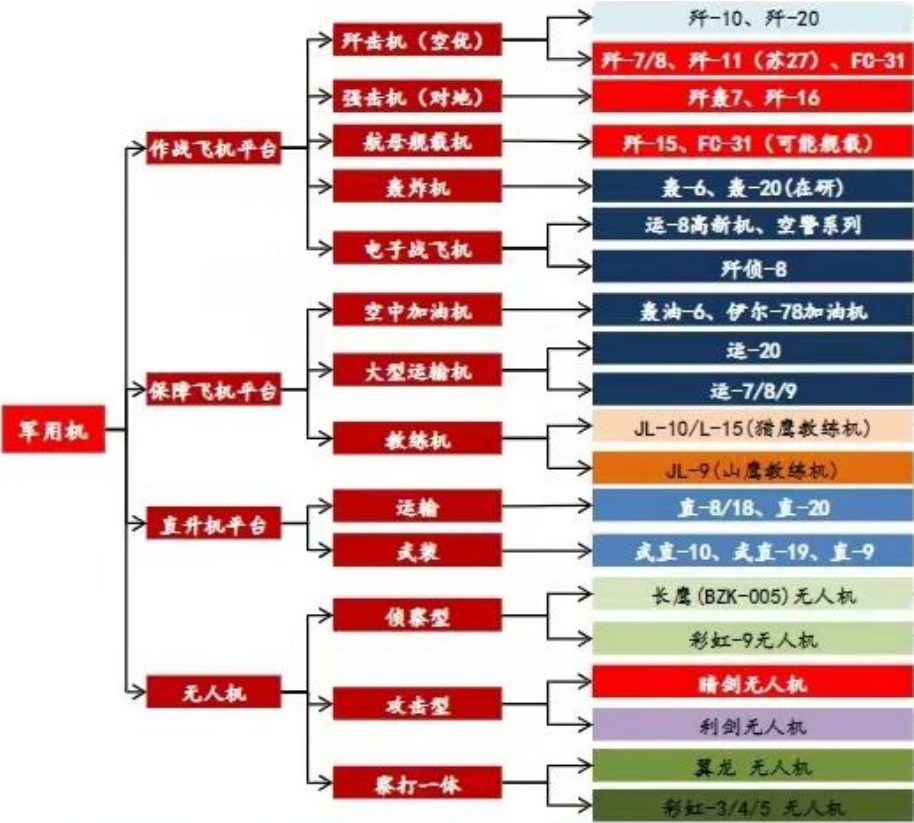 军用机
作战飞机平台
歼击机（空优）
歼-10、歼-20
歼-7/8、歼-11（苏27）、FC-31
强击机（对地）
歼轰7、歼-16
航母舰载机
歼-15、FC-31（可能舰载）
轰炸机
轰-6、轰-20(在研)
电子战飞机
运-8高新机、空警系列
歼侦-8
保障飞机平台
空中加油机
轰油-6、伊尔-78加油机
大型运输机
运-20
运-7/8/9
教练机
JL-10/L-15(猎鹰教练机)
JL-9(山鹰教练机)
直升机平台
运输
直-8/18、直-20
武装
武直-10、武直-19、直-9
无人机
侦察型
长鹰(BZK-005)无人机
彩虹-9无人机
攻击型
暗剑无人机
利剑无人机
察打一体
翼龙 无人机
彩虹-3/4/5 无人机